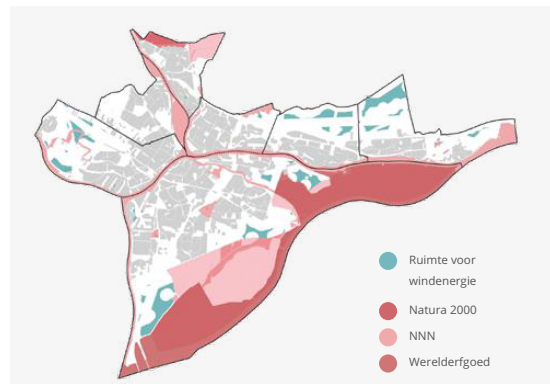 Ruimte voor
windenergie
Natura 2000
NNN
Werelderfgoed